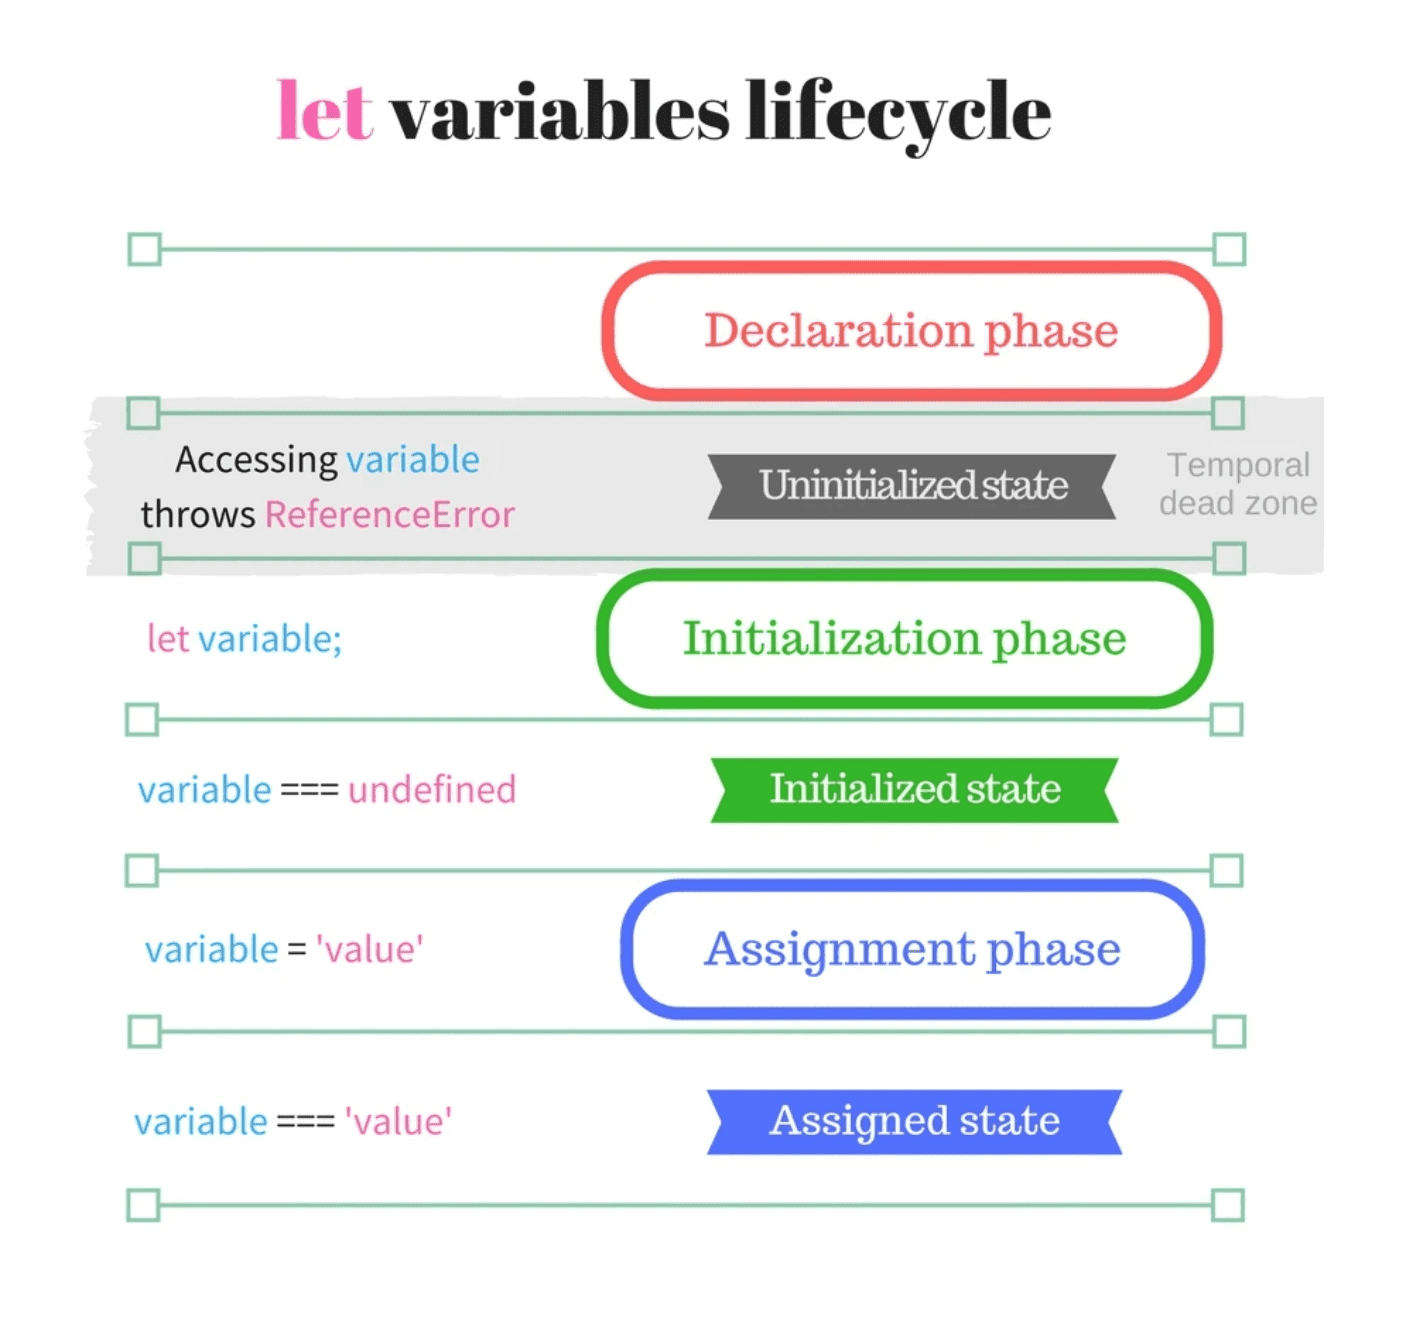 let variables lifecycle
Declaration phase
Accessing variable
throws ReferenceError
Uninitialized state
Temporal
dead zone
let variable;
Initialization phase
variable === undefined
Initialized state
variable = 'value'
Assignment phase
variable === 'value'
Assigned state